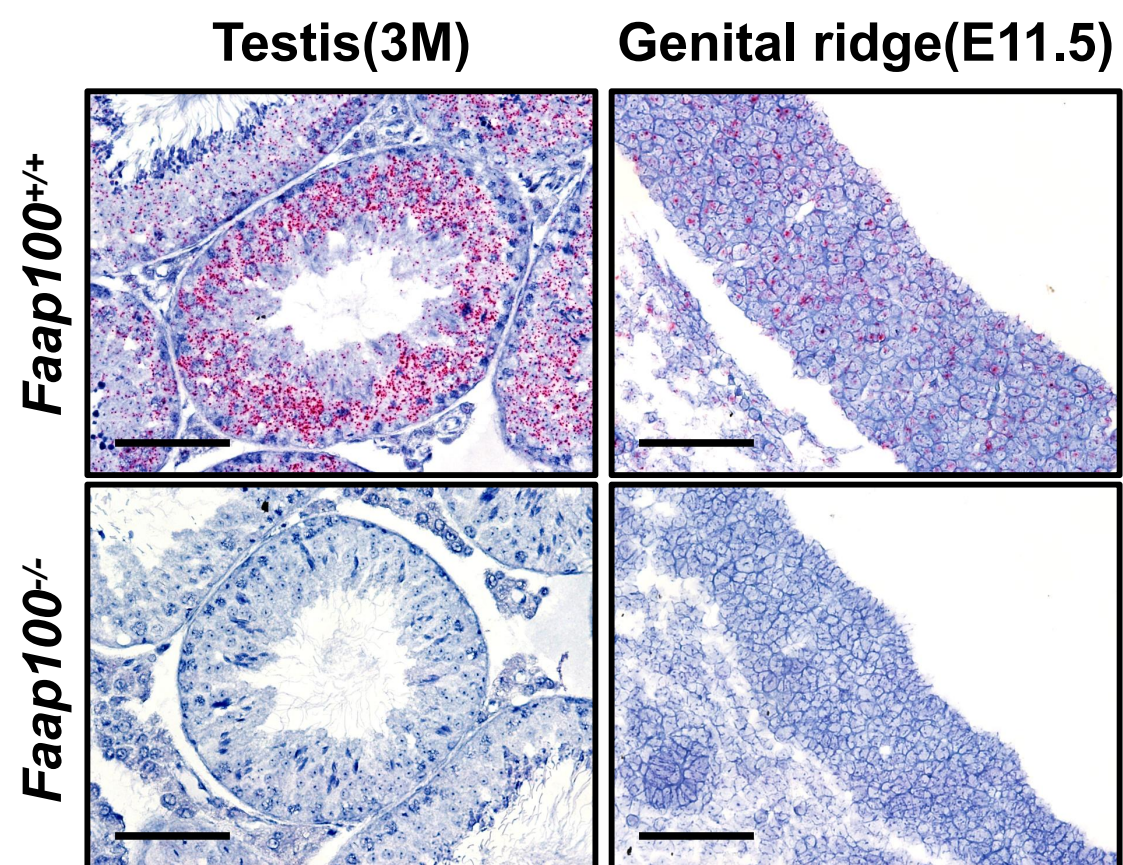 Testis(3M)
Genital ridge(E11.5)
Faap100+/+
Faap100-/-